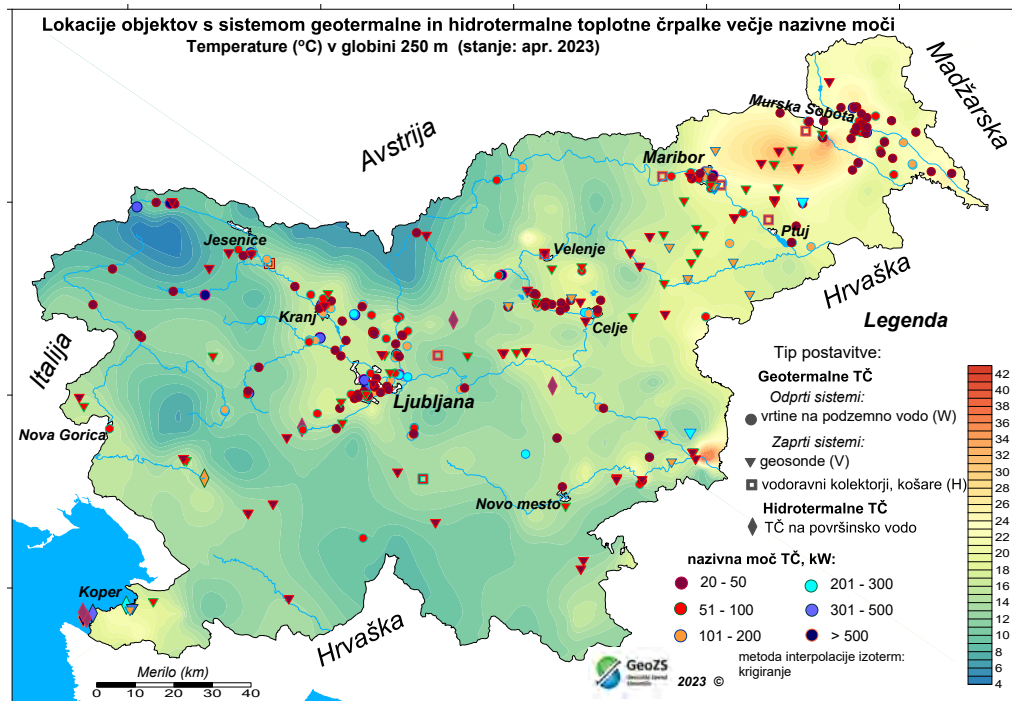 Lokacije objektov s sistemom geotermalne in hidrotermalne toplotne črpalke večje nazivne moči
Temperature (ºC) v globini 250 m (stanje: apr. 2023)
Madžarska
Avstrija
Murska Sobota
Maribor
Ptuj
Jesenice
Velenje
Hrvaška
Kranj
Celje
Italija
Ljubljana
Nova Gorica
Novo mesto
Koper
Hrvaška
Merilo (km)
0 10 20 30 40
Legenda
Tip postavitve:
Geotermalne TČ
Odprti sistemi:
vrtine na podzemno vodo (W)
Zaprti sistemi:
geosonde (V)
vodoravni kolektorji, košare (H)
Hidrotermalne TČ
TČ na površinsko vodo
nazivna moč TČ, kW:
20 - 50
51 - 100
101 - 200
201 - 300
301 - 500
> 500
metoda interpolacije izoterm:
krigiranje
GeoZS
2023 ©
42
40
38
36
34
32
30
28
26
24
22
20
18
16
14
12
10
8
6
4